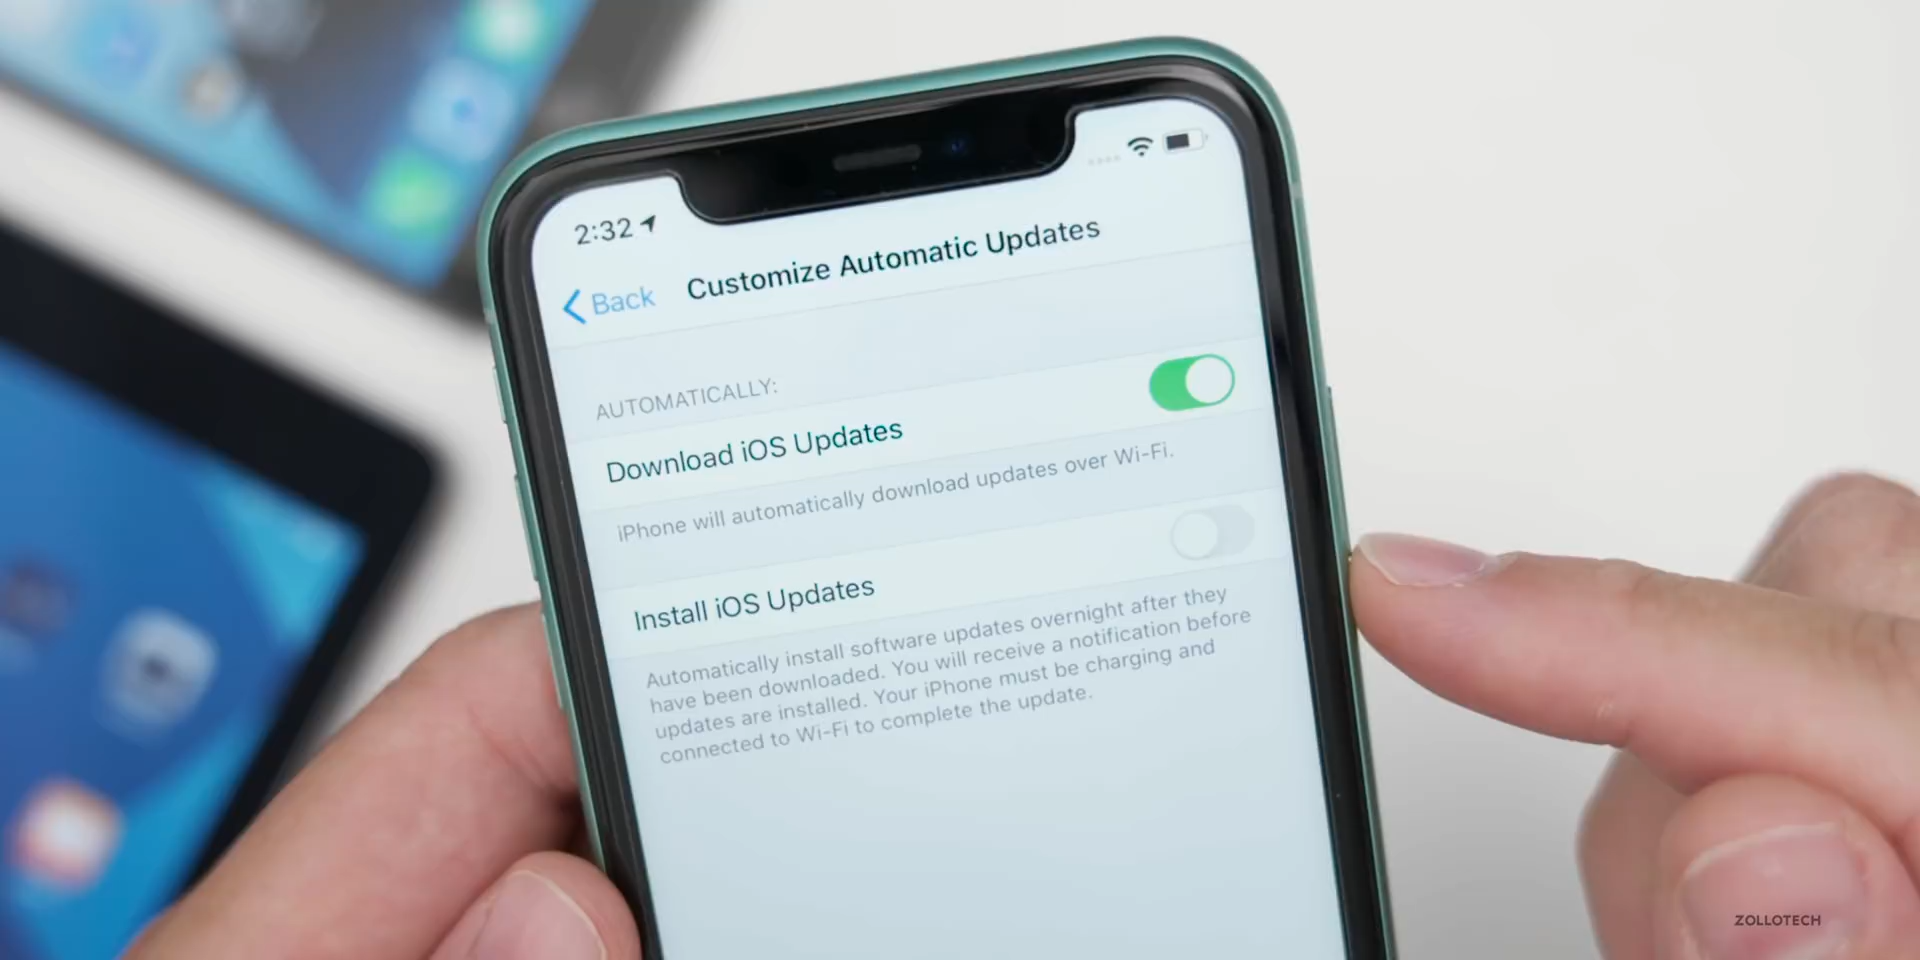 2:32
Back
Customize Automatic Updates
AUTOMATICALLY:
Download iOS Updates
iPhone will automatically download updates over Wi-Fi.
Install iOS Updates
Automatically install software updates overnight after they
have been downloaded. You will receive a notification before
updates are installed. Your iPhone must be charging and
connected to Wi-Fi to complete the update.
ZOLLOTECH